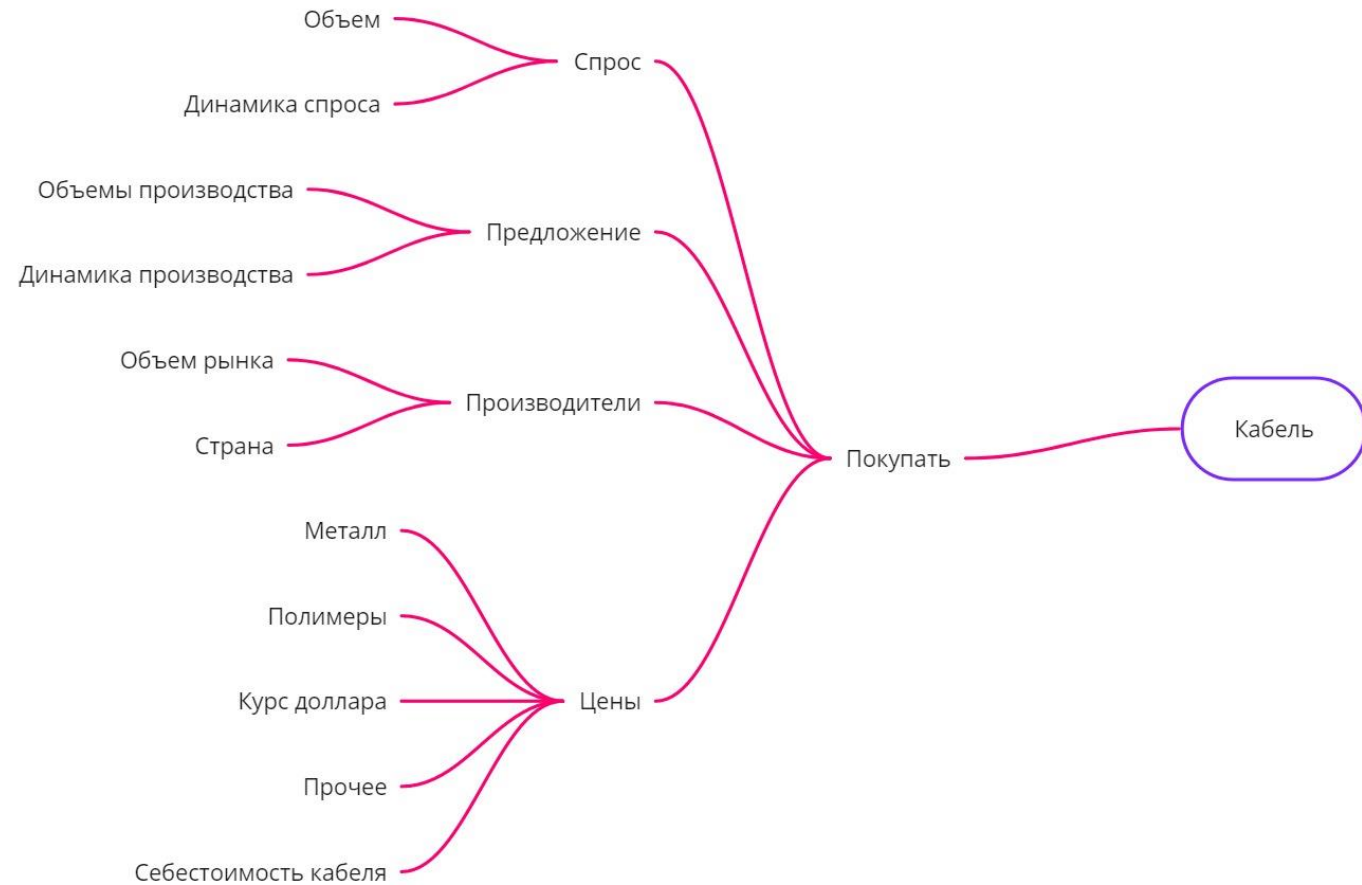 Объем
Спрос
Динамика спроса
Объемы производства
Предложение
Динамика производства
Объем рынка
Производители
Страна
Кабель
Покупать
Металл
Полимеры
Курс доллара
Цены
Прочее
Себестоимость кабеля